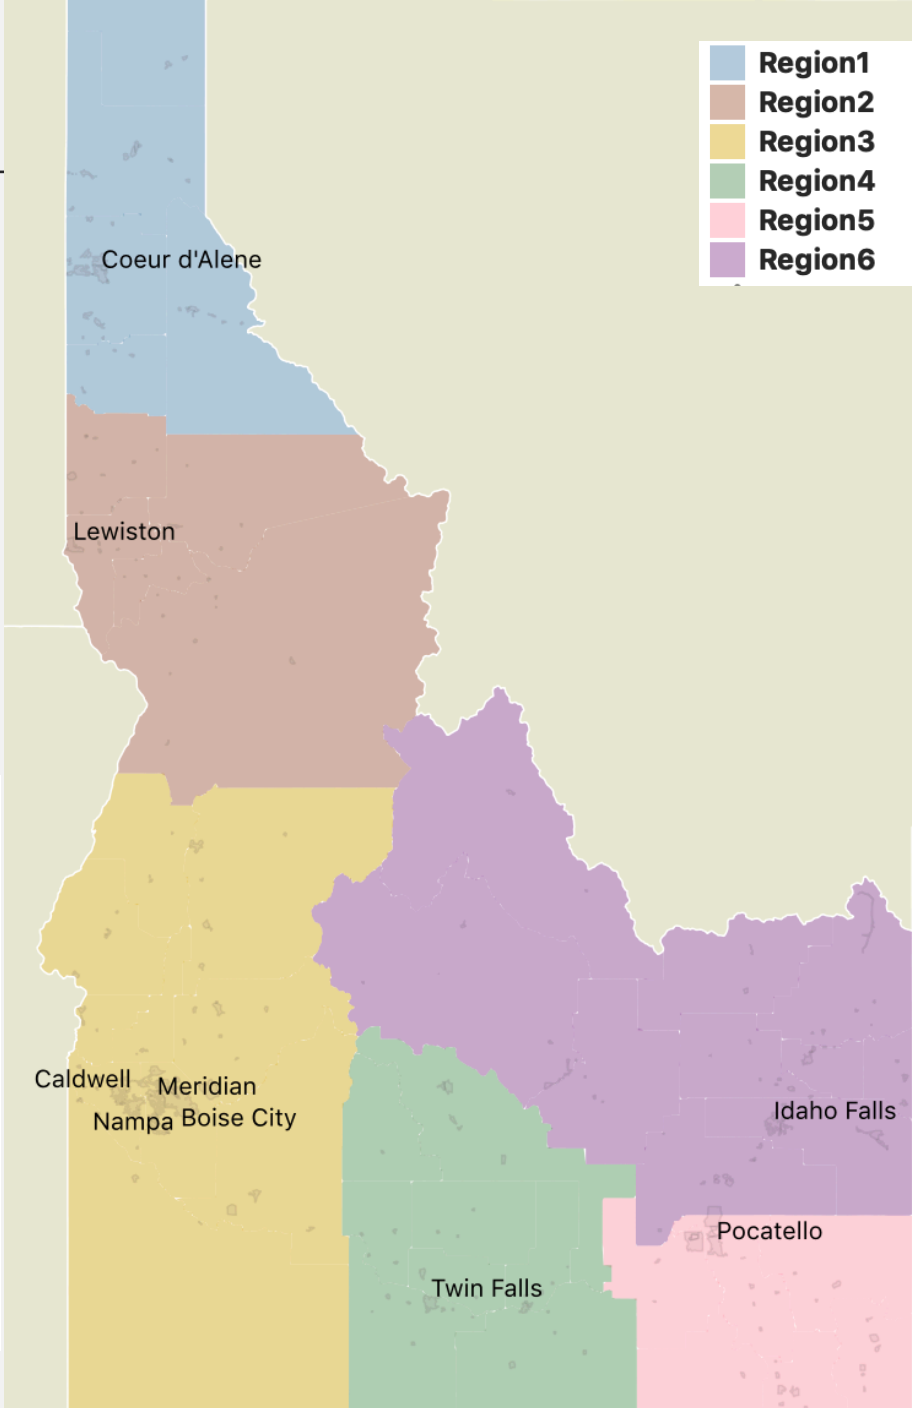 Region1
Region2
Region3
Region4
Region5
Region6
Coeur d'Alene
Lewiston
Caldwell
Meridian
Nampa
Boise City
Idaho Falls
Pocatello
Twin Falls